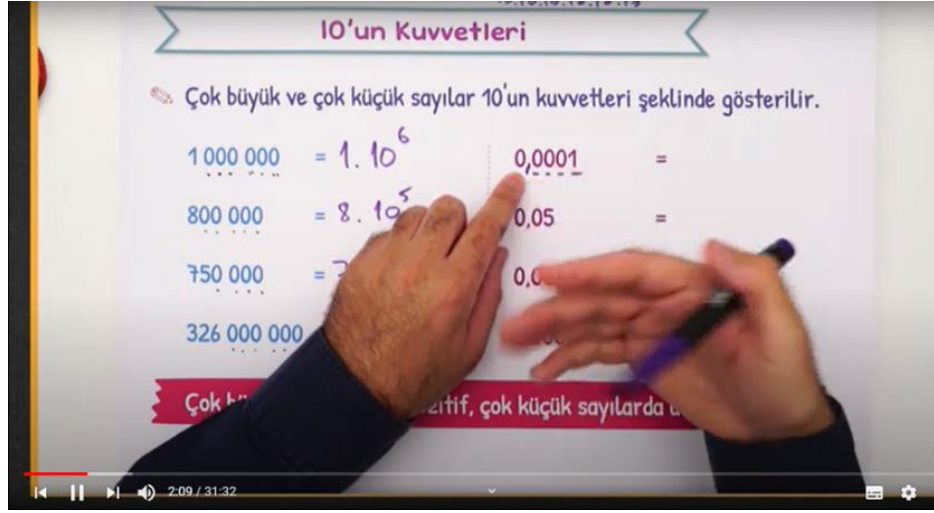 10'un Kuvvetleri
Çok büyük ve çok küçük sayılar 10'un kuvvetleri şeklinde gösterilir.
1 000 000 = 1. 10⁶ 0,0001 =
800 000 = 8. 10⁵ 0,05 =
750 000 =
326 000 000
Çok çok küçük sayılarda
2:09 / 31:32